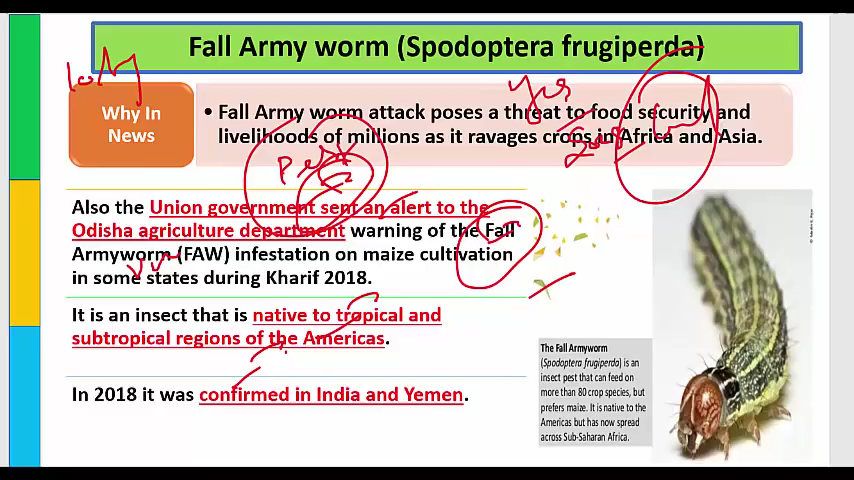 Fall Army worm (Spodoptera frugiperda)
Why In
News
• Fall Army worm attack poses a threat to food security and
livelihoods of millions as it ravages crops in Africa and Asia.
Also the Union government sent an alert to the
Odisha agriculture department warning of the Fall
Armyworm (FAW) infestation on maize cultivation
in some states during Kharif 2018.
It is an insect that is native to tropical and
subtropical regions of the Americas.
In 2018 it was confirmed in India and Yemen.
The Fall Armyworm
(Spodoptera frugiperda) is an
insect pest that can feed on
more than 80 crop species, but
prefers maize. It is native to the
Americas but has now spread
across Sub-Saharan Africa.
Pest